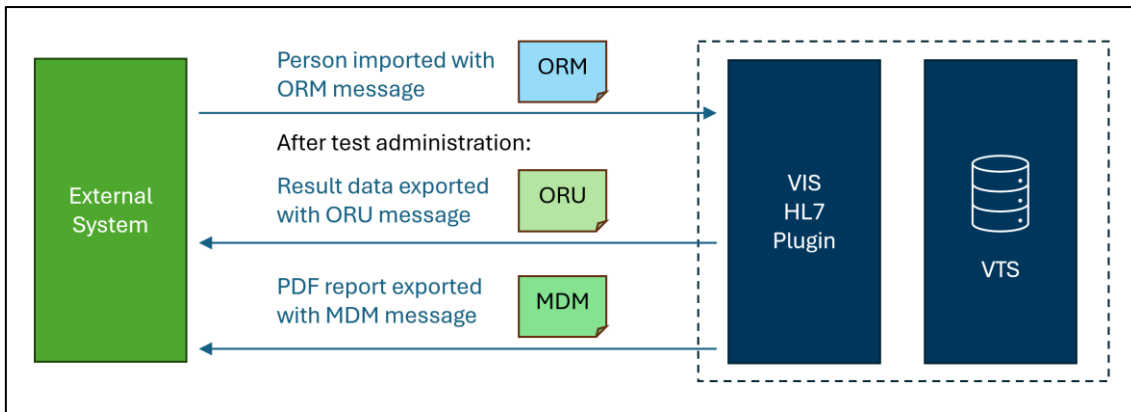 Person imported with
ORM message
ORM
After test administration:
External
System
Result data exported
with ORU message
ORU
VIS
HL7
Plugin
VTS
PDF report exported
with MDM message
MDM